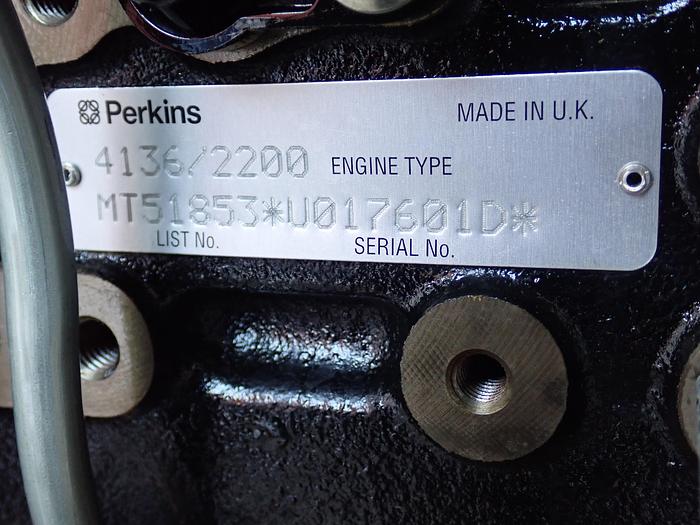 Perkins MADE IN U.K.
4136/2200 ENGINE TYPE
MT51853*U017601D*
LIST No. SERIAL No.